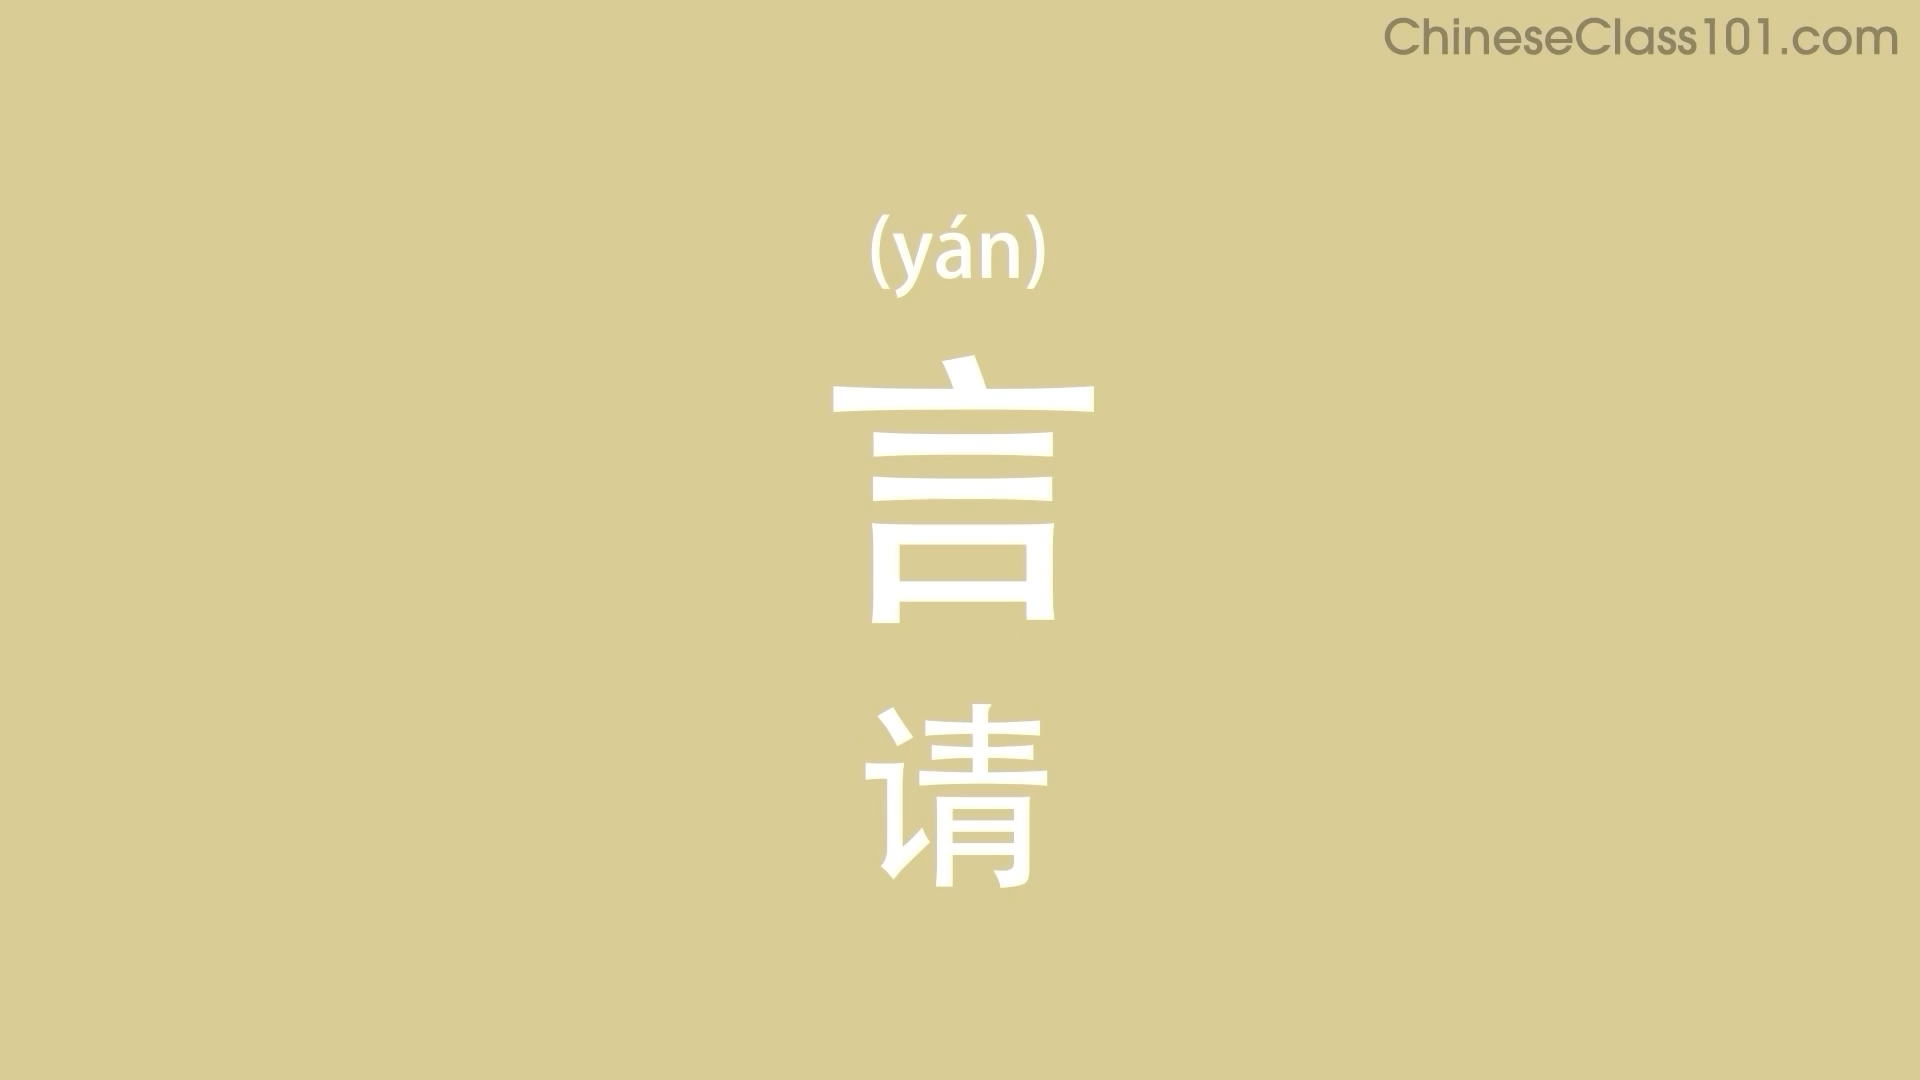 ChineseClass101.com
(yán)
言
请